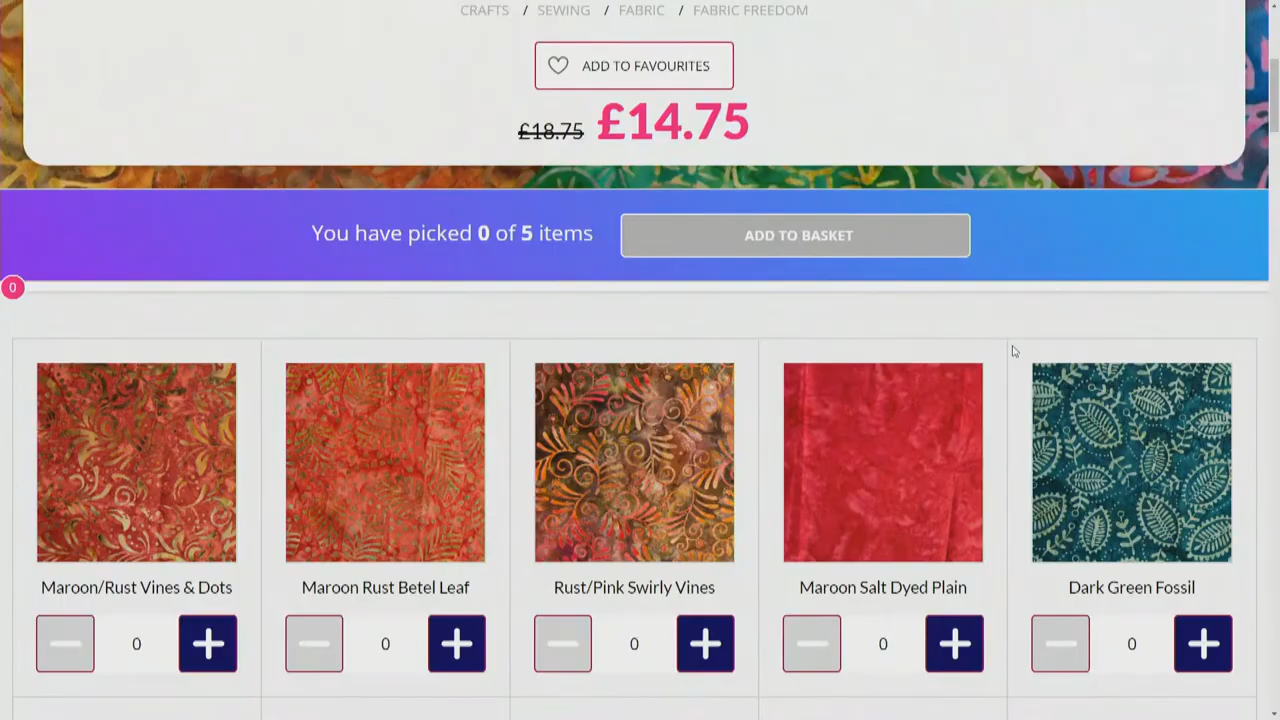 CRAFTS / SEWING / FABRIC / FABRIC FREEDOM
ADD TO FAVOURITES
£18.75 £14.75
You have picked 0 of 5 items
ADD TO BASKET
0
Maroon/Rust Vines & Dots
Maroon Rust Betel Leaf
Rust/Pink Swirly Vines
Maroon Salt Dyed Plain
Dark Green Fossil
0
0
0
0
0